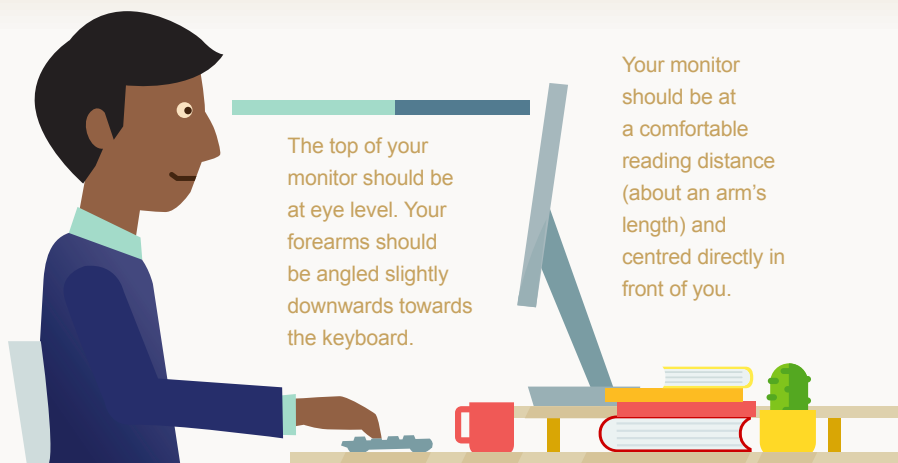 The top of your
monitor should be
at eye level. Your
forearms should
be angled slightly
downwards towards
the keyboard.
Your monitor
should be at
a comfortable
reading distance
(about an arm’s
length) and
centred directly in
front of you.